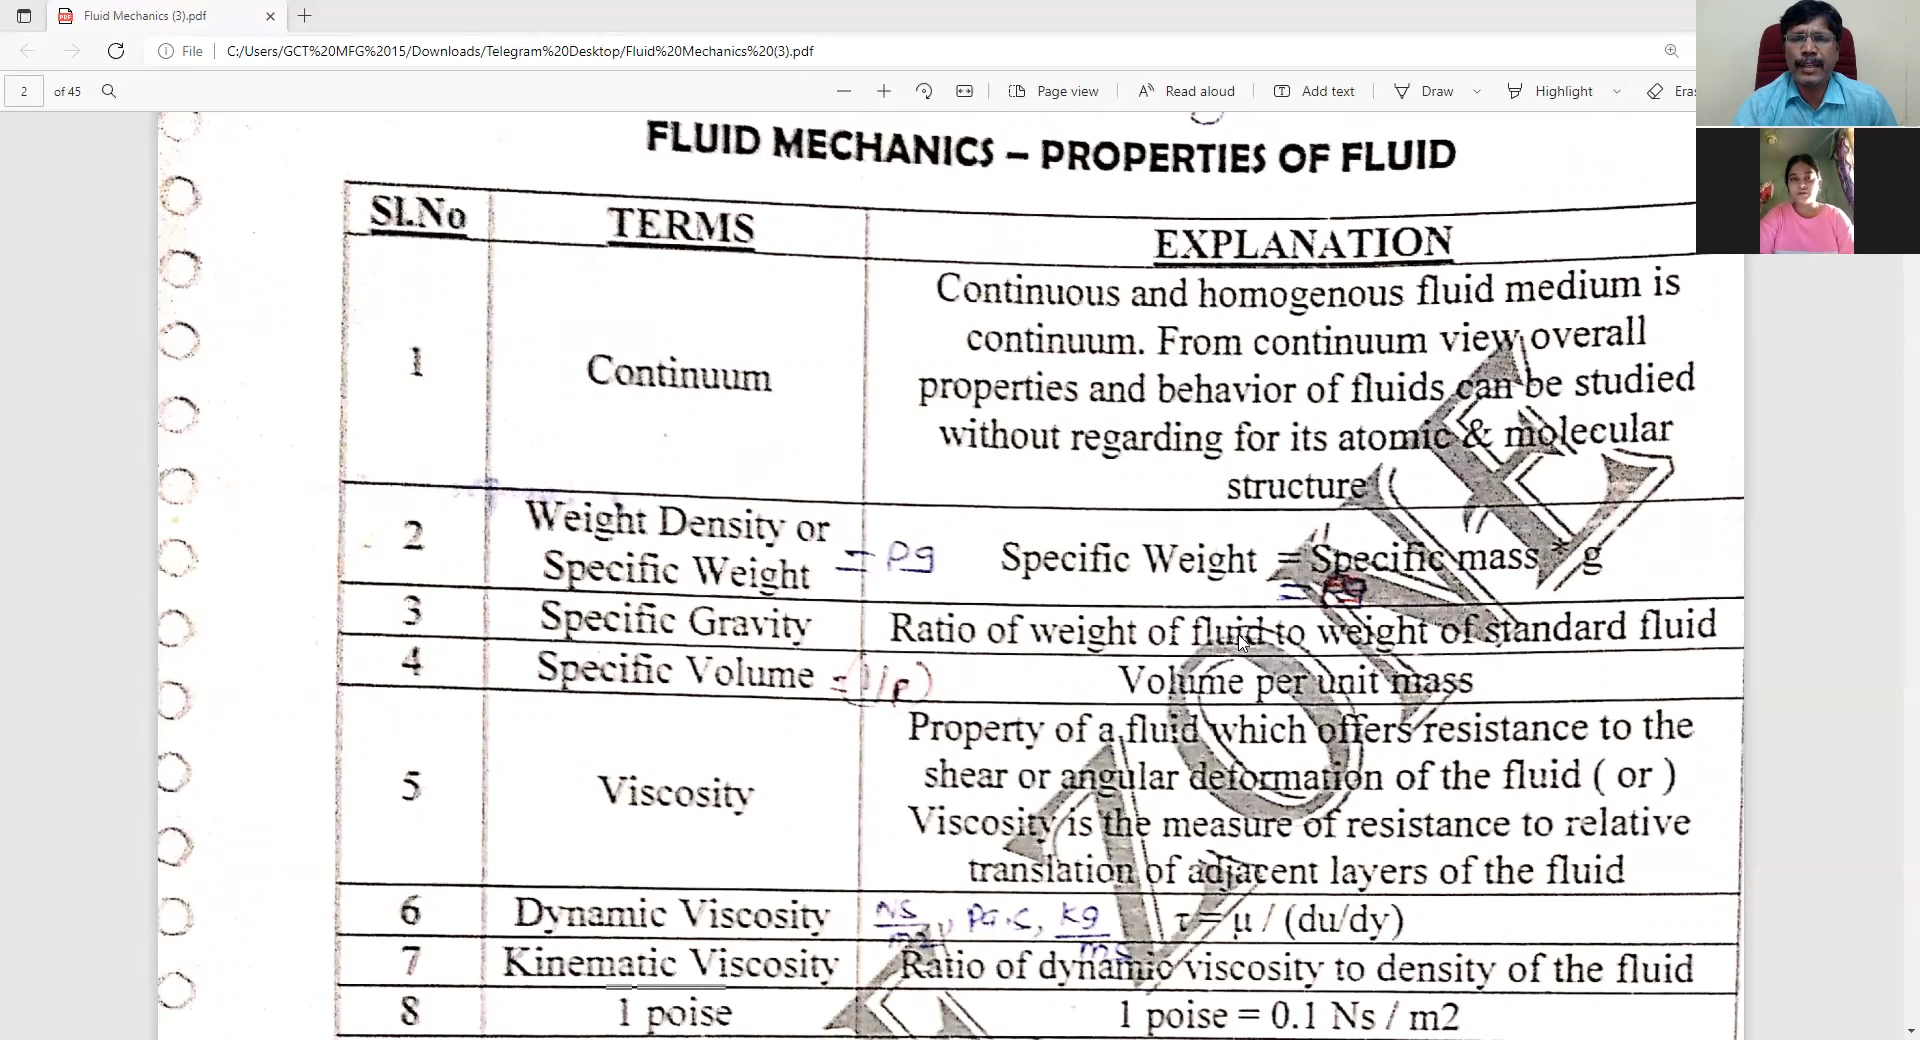 Fluid Mechanics (3).pdf
File
C:/Users/GCT%20MFG%2015/Downloads/Telegram%20Desktop/Fluid%20Mechanics%20(3).pdf
2 of 45
Page view
Read aloud
Add text
Draw
Highlight
Eras
FLUID MECHANICS – PROPERTIES OF FLUID
Sl.No TERMS EXPLANATION
1 Continuum
Continuous and homogenous fluid medium is
continuum. From continuum view overall
properties and behavior of fluids can be studied
without regarding for its atomic & molecular
structure
2 Weight Density or
Specific Weight = ρg
Specific Weight = Specific mass * g
= ρg
3 Specific Gravity Ratio of weight of fluid to weight of standard fluid
4 Specific Volume =(1/ρ) Volume per unit mass
5 Viscosity
Property of a fluid which offers resistance to the
shear or angular deformation of the fluid ( or )
Viscosity is the measure of resistance to relative
translation of adjacent layers of the fluid
6 Dynamic Viscosity Ns/m2, Pa.s, kg/ms τ = μ / (du/dy)
7 Kinematic Viscosity Ratio of dynamic viscosity to density of the fluid
8 1 poise 1 poise = 0.1 Ns / m2